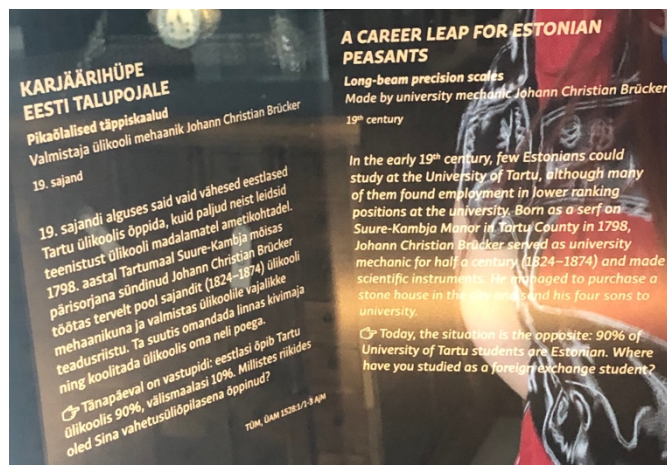 KARJÄÄRIHÜPE
EESTI TALUPOJALE
Pikaõlalised täppiskaalud
Valmistaja ülikooli mehaanik Johann Christian Brücker
19. sajand
19. sajandi alguses said vaid vähesed eestlased
Tartu ülikoolis õppida, kuid paljud neist leidsid
teenistust ülikooli madalamatel ametikohtadel.
1798. aastal Tartumaal Suure-Kambja mõisas
pärisorjana sündinud Johann Christian Brücker
töötas tervelt pool sajandit (1824–1874) ülikooli
mehaanikuna ja valmistas ülikoolile vajalikke
teadusriistu. Ta suutis omandada linnas kivimaja
ning koolitada ülikoolis oma neli poega.
Tänapäeval on vastupidi: eestlasi õpib Tartu
ülikoolis 90%, välismaalasi 10%. Millistes riikides
oled Sina vahetusüliõpilasena õppinud?
TÜM, ÜAM 1528:1/1-3 AjM
A CAREER LEAP FOR ESTONIAN
PEASANTS
Long-beam precision scales
Made by university mechanic Johann Christian Brücker
19th century
In the early 19th century, few Estonians could
study at the University of Tartu, although many
of them found employment in lower ranking
positions at the university. Born as a serf on
Suure-Kambja Manor in Tartu County in 1798,
Johann Christian Brücker served as university
mechanic for half a century (1824–1874) and made
scientific instruments. He managed to purchase a
stone house in the city and send his four sons to
university.
Today, the situation is the opposite: 90% of
University of Tartu students are Estonian. Where
have you studied as a foreign exchange student?